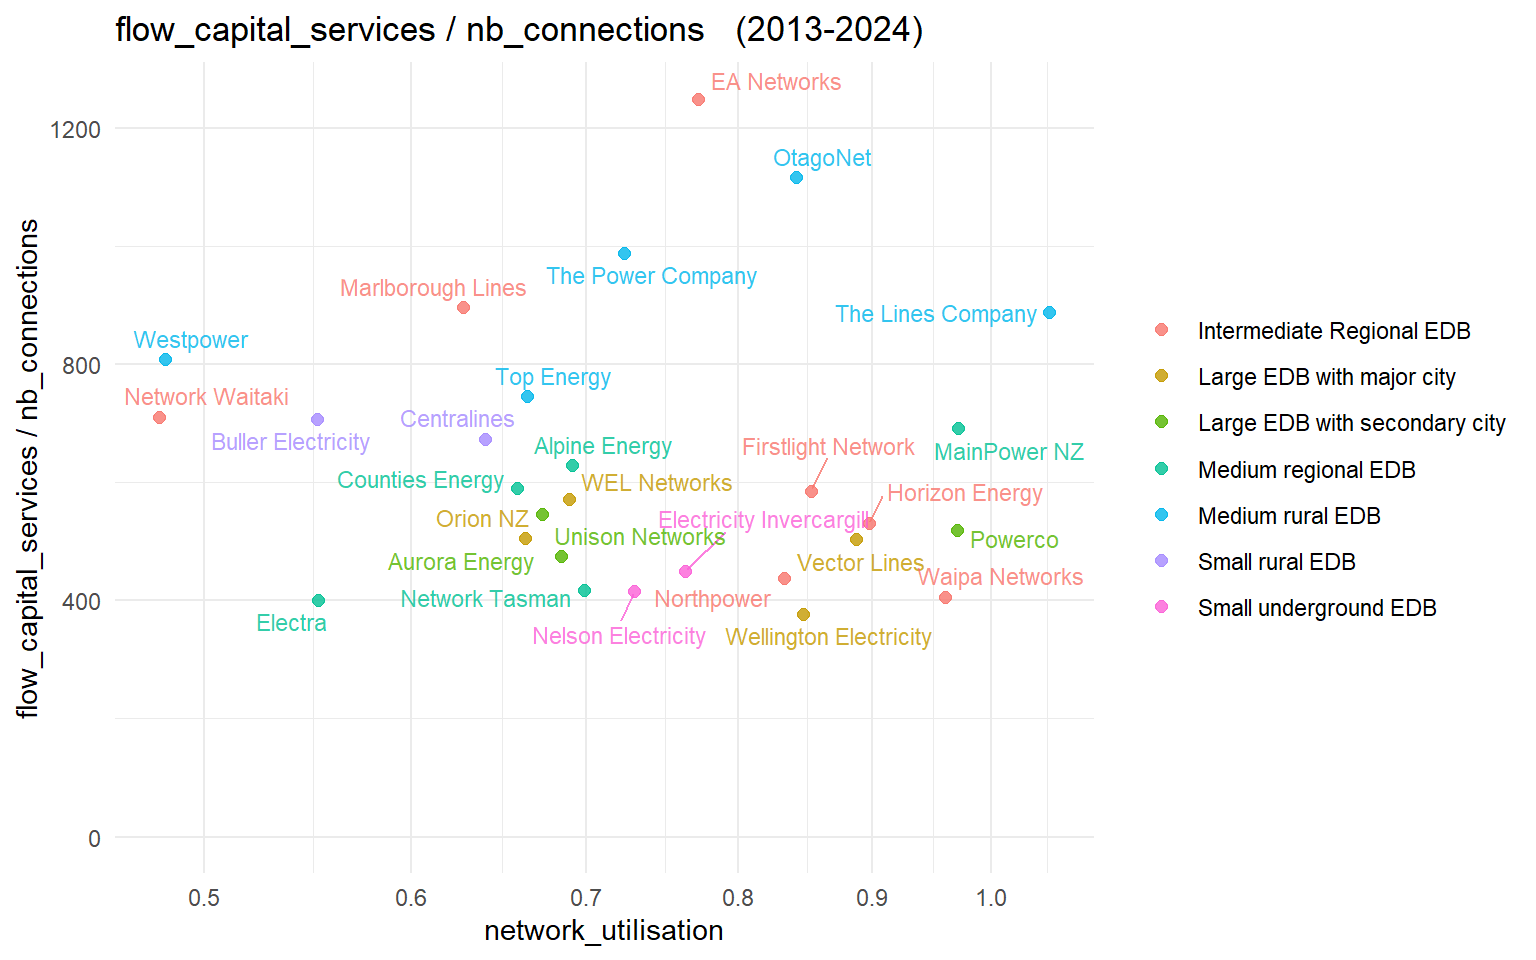 flow_capital_services / nb_connections   (2013-2024)
EA Networks
1200
OtagoNet
The Power Company
Marlborough Lines
The Lines Company
Westpower
800
Top Energy
Network Waitaki
Centralines
Buller Electricity
Alpine Energy
Firstlight Network
MainPower NZ
Counties Energy
WEL Networks
Horizon Energy
Orion NZ
Electricity Invercargill
Unison Networks
Powerco
Aurora Energy
Vector Lines
Waipa Networks
Network Tasman
Northpower
400
Electra
Nelson Electricity
Wellington Electricity
0
0.5
0.6
0.7
0.8
0.9
1.0
network_utilisation
flow_capital_services / nb_connections
Intermediate Regional EDB
Large EDB with major city
Large EDB with secondary city
Medium regional EDB
Medium rural EDB
Small rural EDB
Small underground EDB